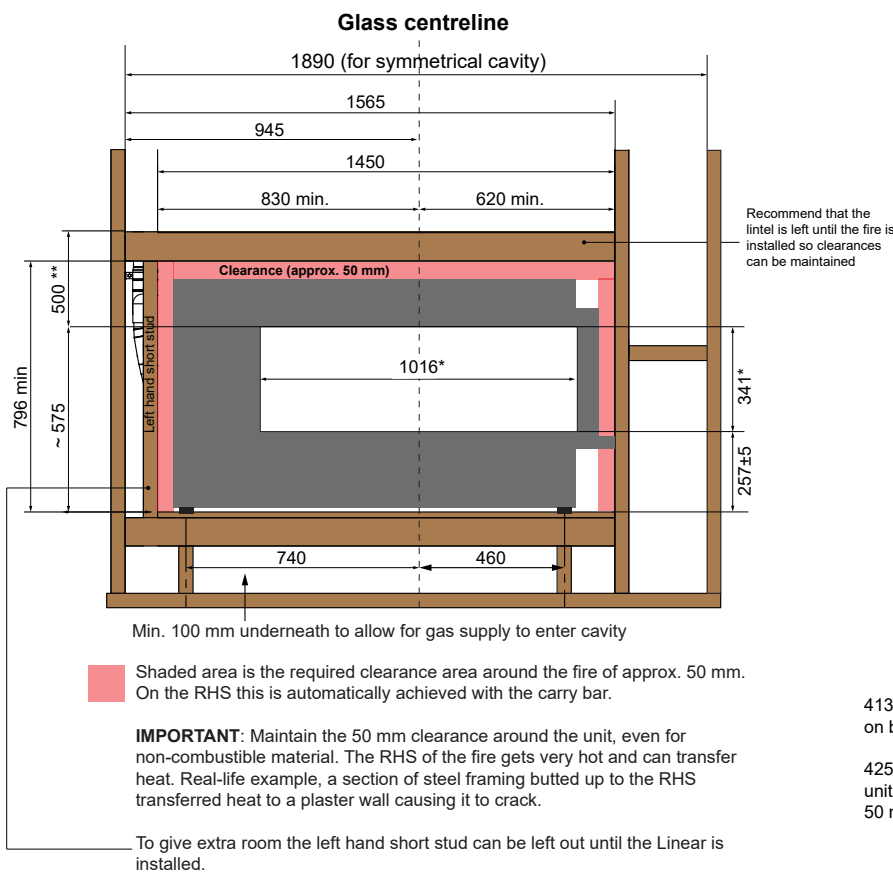 Glass centreline
1890 (for symmetrical cavity)
1565
945
1450
830 min.
620 min.
Recommend that the
lintel is left until the fire is
installed so clearances
can be maintained
Clearance (approx. 50 mm)
500 **
Left hand short stud
796 min
~ 575
1016*
341*
257±5
740
460
Min. 100 mm underneath to allow for gas supply to enter cavity
Shaded area is the required clearance area around the fire of approx. 50 mm.
On the RHS this is automatically achieved with the carry bar.
IMPORTANT: Maintain the 50 mm clearance around the unit, even for
non-combustible material. The RHS of the fire gets very hot and can transfer
heat. Real-life example, a section of steel framing butted up to the RHS
transferred heat to a plaster wall causing it to crack.
To give extra room the left hand short stud can be left out until the Linear is
installed.
413
on b
425
unit
50 r